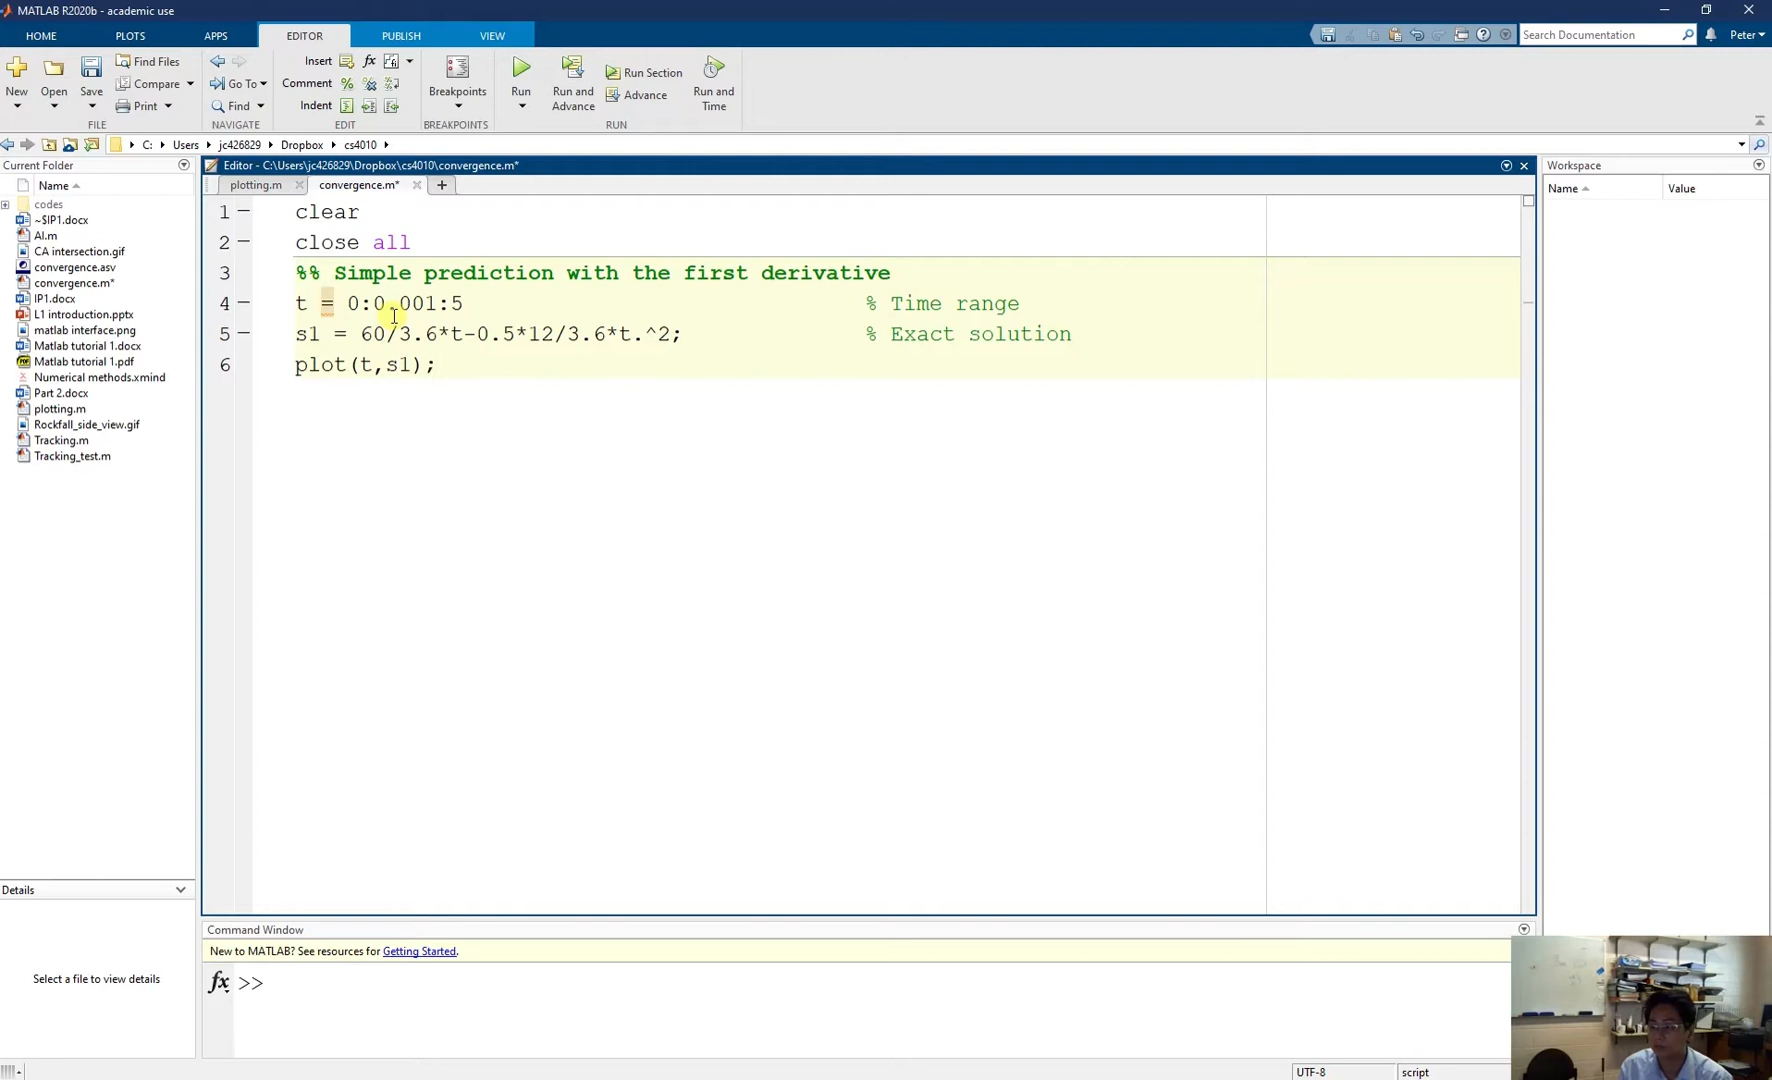 MATLAB R2020b - academic use
HOME PLOTS APPS EDITOR PUBLISH VIEW
Search Documentation
Peter
New
Open
Save
Find Files
Compare
Print
FILE
Go To
Find
NAVIGATE
Insert
fx
Comment
Indent
EDIT
Breakpoints
BREAKPOINTS
Run
Run and Advance
Run Section
Advance
Run and Time
RUN
C: Users jc426829 Dropbox cs4010
Current Folder
Name
codes
~$IP1.docx
AI.m
CA intersection.gif
convergence.asv
convergence.m*
IP1.docx
L1 introduction.pptx
matlab interface.png
Matlab tutorial 1.docx
Matlab tutorial 1.pdf
Numerical methods.xmind
Part 2.docx
plotting.m
Rockfall_side_view.gif
Tracking.m
Tracking_test.m
Details
Select a file to view details
Editor - C:\Users\jc426829\Dropbox\cs4010\convergence.m*
plotting.m convergence.m*
1 clear
2 close all
3 %% Simple prediction with the first derivative
4 t = 0:0.001:5 % Time range
5 s1 = 60/3.6*t-0.5*12/3.6*t.^2; % Exact solution
6 plot(t,s1);
Command Window
New to MATLAB? See resources for Getting Started.
fx >>
Workspace
Name Value
UTF-8 script